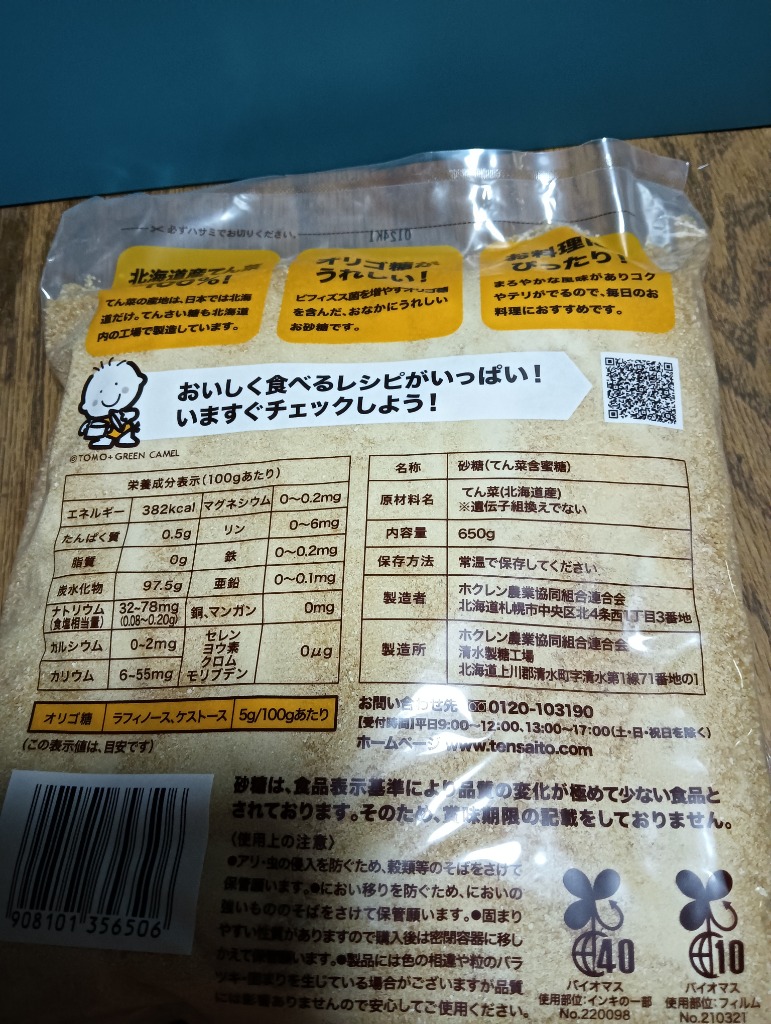 必ずハサミでお切りください。
0124K1
北海道産てん菜
100%!
てん菜の産地は、日本では北海
道だけ。てんさい糖も北海道
内の工場で製造しています。
オリゴ糖が
うれしい!
ビフィズス菌を増やすオリゴ糖
を含んだ、おなかにうれしい
お砂糖です。
お料理に
ぴったり!
まろやかな風味がありコク
やテリがでるので、毎日のお
料理におすすめです。
おいしく食べるレシピがいっぱい!
いますぐチェックしよう!
©TOMO+GREEN CAMEL
栄養成分表示(100gあたり)
エネルギー 382kcal マグネシウム 0〜0.2mg
たんぱく質 0.5g リン 0〜6mg
脂質 0g 鉄 0〜0.2mg
炭水化物 97.5g 亜鉛 0〜0.1mg
ナトリウム 32~78mg 銅、マンガン 0mg
(食塩相当量) (0.08〜0.20g)
カルシウム 0~2mg セレン ヨウ素 クロム モリブデン 0μg
カリウム 6~55mg
オリゴ糖 ラフィノース、ケストース 5g/100gあたり
(この表示値は、目安です)
名称 砂糖(てん菜含蜜糖)
原材料名 てん菜(北海道産)
※遺伝子組換えでない
内容量 650g
保存方法 常温で保存してください
製造者 ホクレン農業協同組合連合会
北海道札幌市中央区北4条西1丁目3番地
製造所 ホクレン農業協同組合連合会
清水製糖工場
北海道上川郡清水町字清水第1線71番地の1
お問い合わせ先 0120-103190
【受付時間】平日9:00〜12:00、13:00〜17:00(土・日・祝日を除く)
ホームページ www.tensaito.com
砂糖は、食品表示基準により品質の変化が極めて少ない食品と
されております。そのため、賞味期限の記載をしておりません。
〈使用上の注意〉
●アリ・虫の侵入を防ぐため、穀類等のそばをさけて
保管願います。●におい移りを防ぐため、においの
強いもののそばをさけて保管願います。●固まり
やすい性質がありますので購入後は密閉容器に移し
かえて保管願います。●製品には色の相違や粒のバラ
ツキ・固まりを生じている場合がございますが品質
には影響ありませんので安心してご使用ください。
908101 356506
40
バイオマス
使用部位:インキの一部
No.220098
10
バイオマス
使用部位:フィルム
No.210321